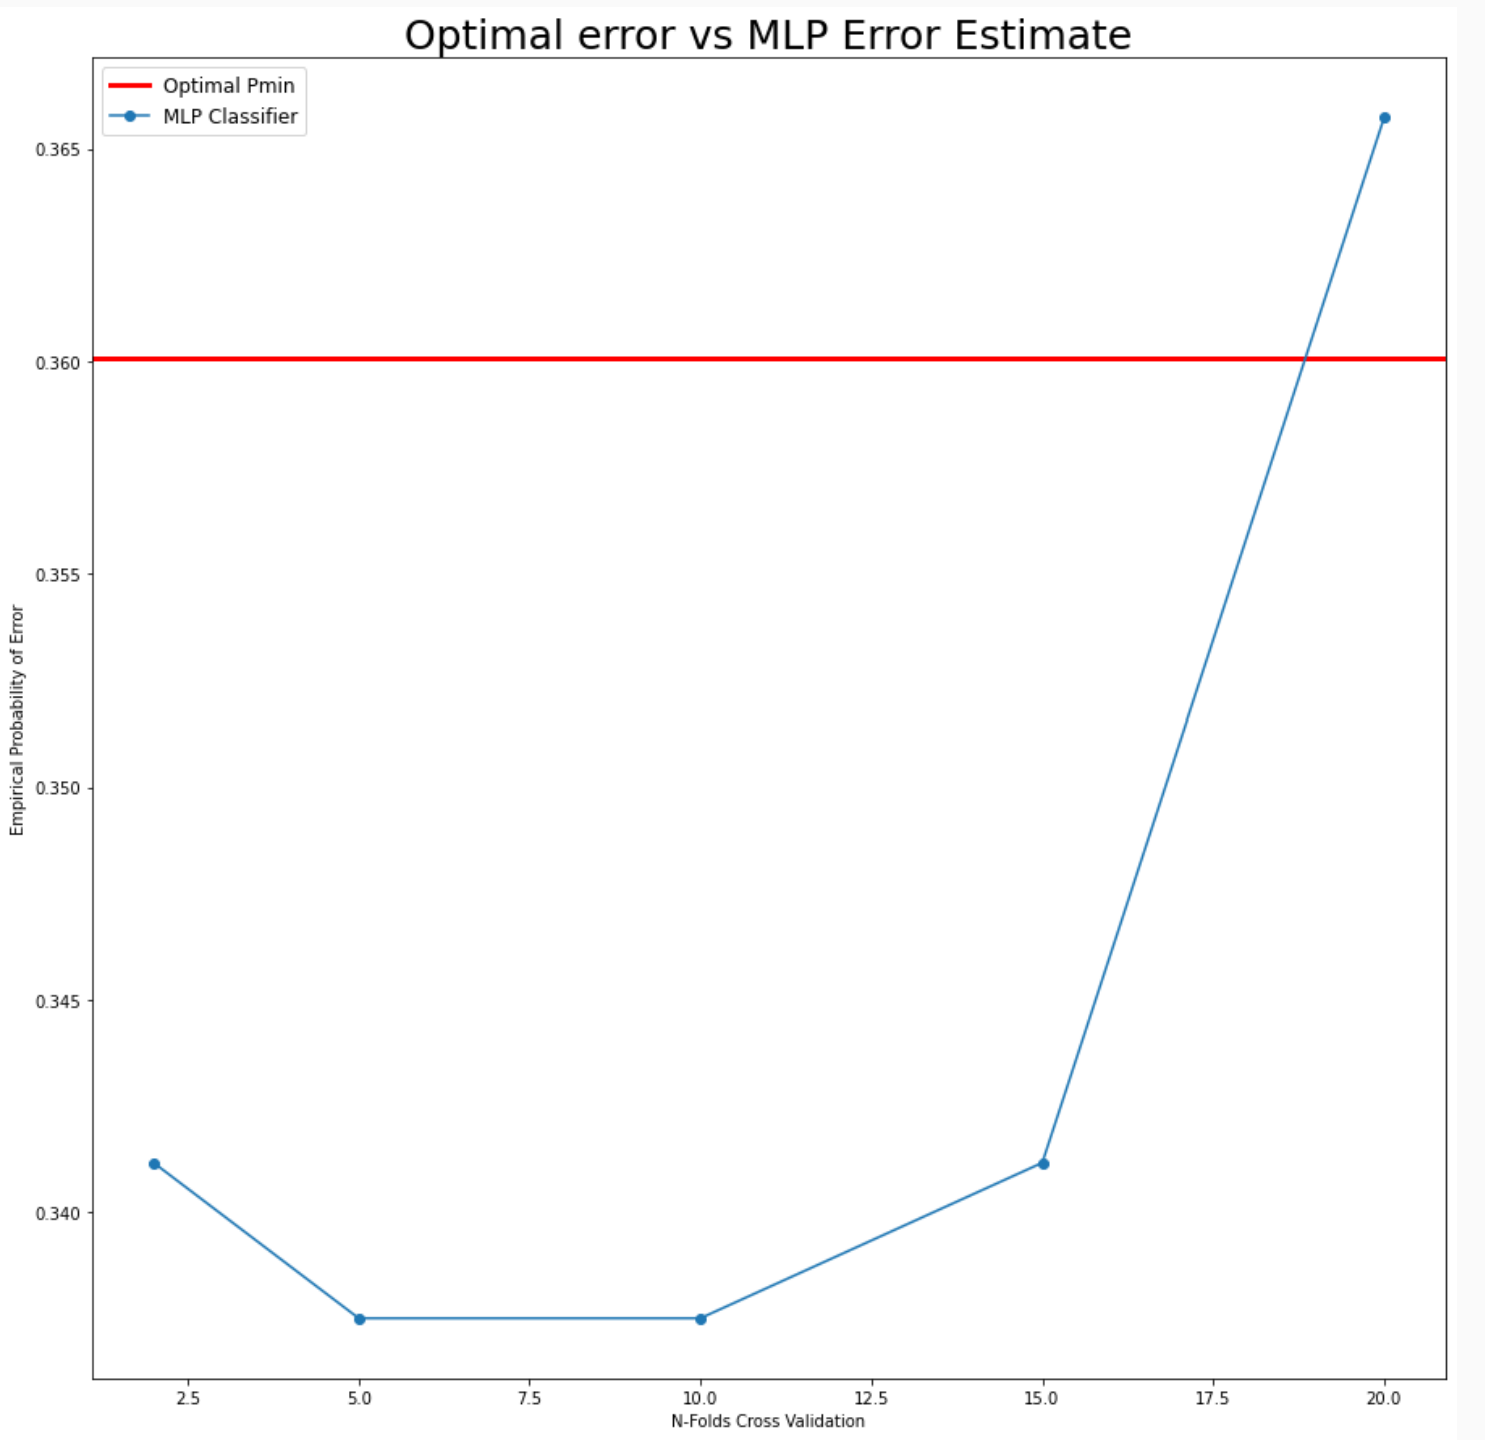 Optimal error vs MLP Error Estimate
Optimal Pmin
MLP Classifier
0.365
0.360
0.355
0.350
0.345
0.340
Empirical Probability of Error
2.5 5.0 7.5 10.0 12.5 15.0 17.5 20.0
N-Folds Cross Validation